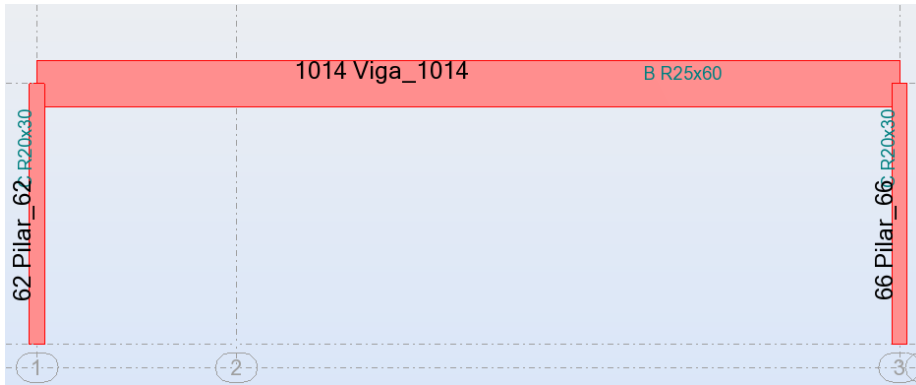 1014 Viga_1014
B R25x60
C R20x30
62 Pilar_62
C R20x30
66 Pilar_66
1
2
3